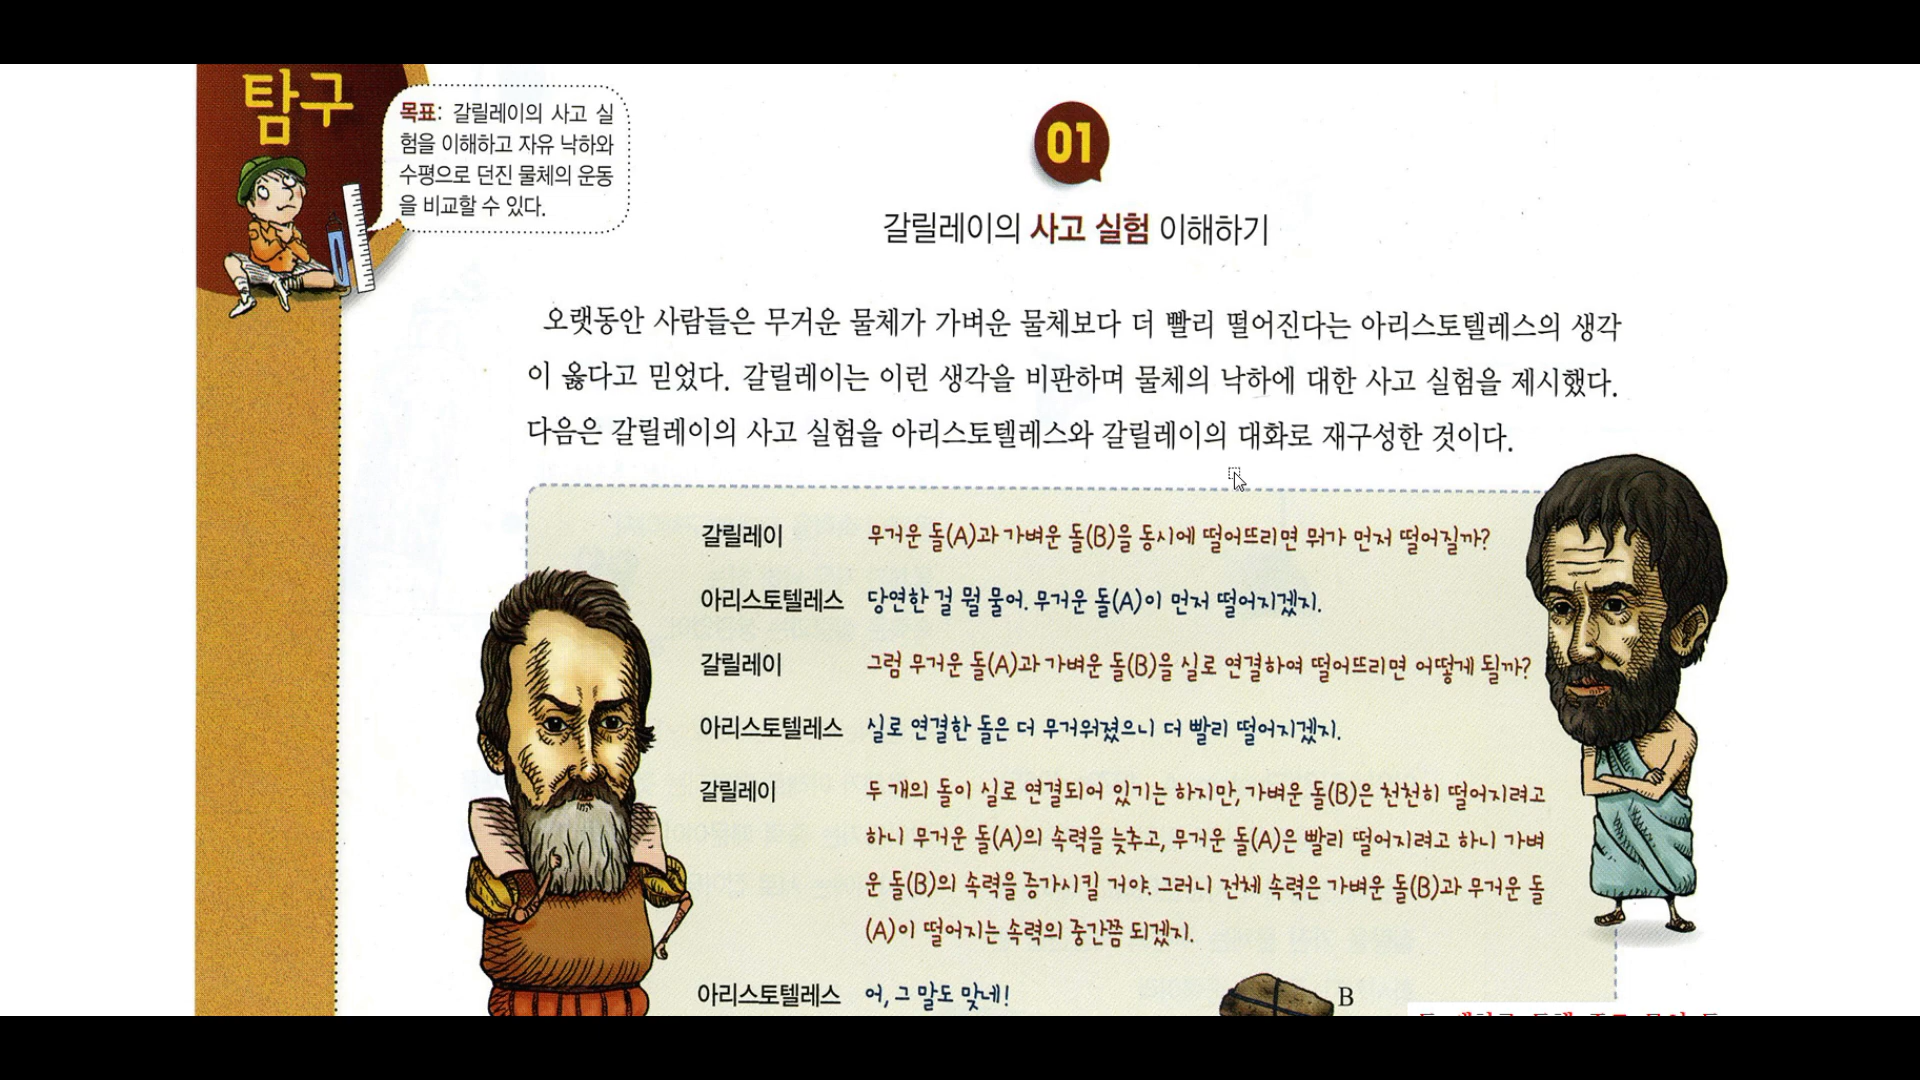 탐구
목표: 갈릴레이의 사고 실
험을 이해하고 자유 낙하와
수평으로 던진 물체의 운동
을 비교할 수 있다.
01
갈릴레이의 사고 실험 이해하기
오랫동안 사람들은 무거운 물체가 가벼운 물체보다 더 빨리 떨어진다는 아리스토텔레스의 생각
이 옳다고 믿었다. 갈릴레이는 이런 생각을 비판하며 물체의 낙하에 대한 사고 실험을 제시했다.
다음은 갈릴레이의 사고 실험을 아리스토텔레스와 갈릴레이의 대화로 재구성한 것이다.
갈릴레이 무거운 돌(A)과 가벼운 돌(B)을 동시에 떨어뜨리면 뭐가 먼저 떨어질까?
아리스토텔레스 당연한 걸 뭘 물어. 무거운 돌(A)이 먼저 떨어지겠지.
갈릴레이 그럼 무거운 돌(A)과 가벼운 돌(B)을 실로 연결하여 떨어뜨리면 어떻게 될까?
아리스토텔레스 실로 연결한 돌은 더 무거워졌으니 더 빨리 떨어지겠지.
갈릴레이 두 개의 돌이 실로 연결되어 있기는 하지만, 가벼운 돌(B)은 천천히 떨어지려고
하니 무거운 돌(A)의 속력을 늦추고, 무거운 돌(A)은 빨리 떨어지려고 하니 가벼
운 돌(B)의 속력을 증가시킬 거야. 그러니 전체 속력은 가벼운 돌(B)과 무거운 돌
(A)이 떨어지는 속력의 중간쯤 되겠지.
아리스토텔레스 어, 그 말도 맞네!
B